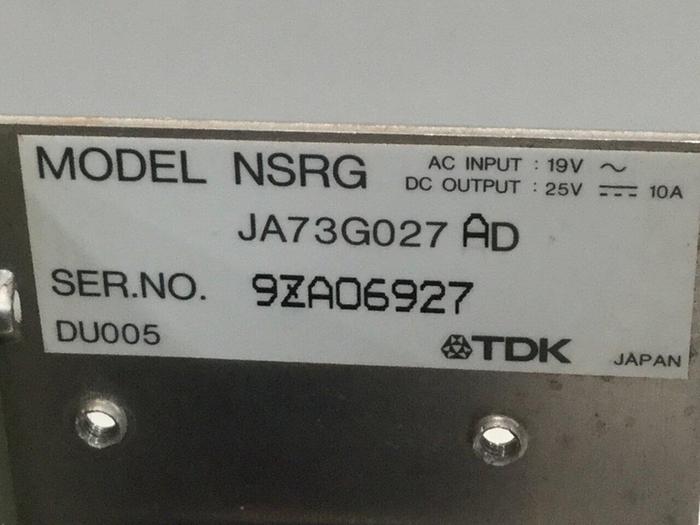 MODEL NSRG
AC INPUT : 19V ~
DC OUTPUT : 25V ⎓ 10A
JA73G027 AD
SER.NO. 9ZA06927
DU005
TDK
JAPAN